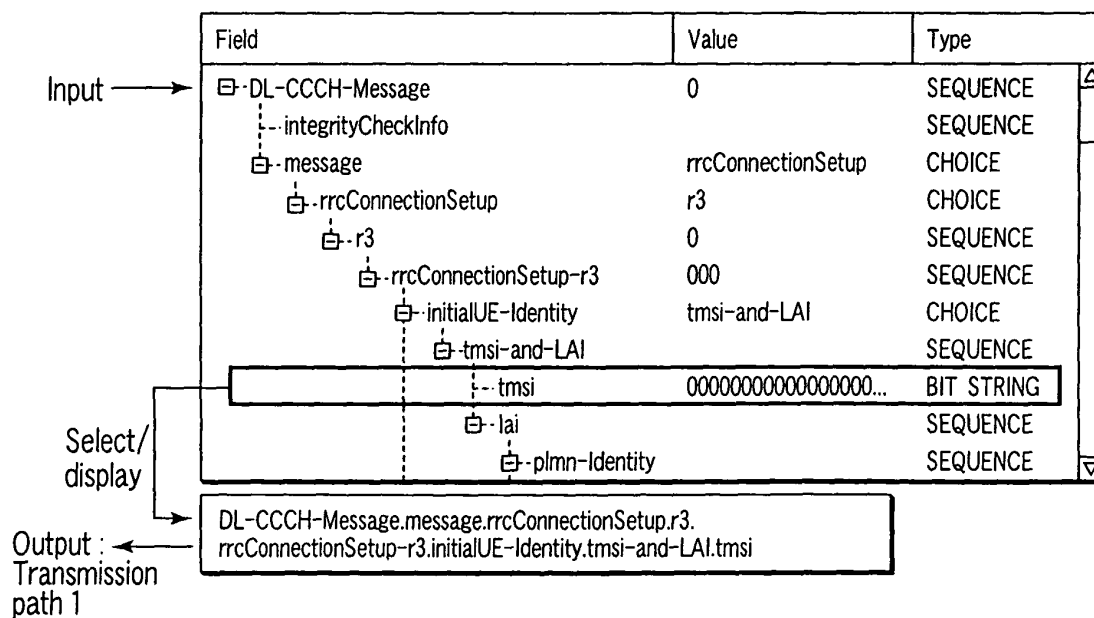 Field Value Type
Input DL-CCCH-Message 0 SEQUENCE
integrityCheckInfo SEQUENCE
message rrcConnectionSetup CHOICE
rrcConnectionSetup r3 CHOICE
r3 0 SEQUENCE
rrcConnectionSetup-r3 000 SEQUENCE
initialUE-Identity tmsi-and-LAI CHOICE
tmsi-and-LAI SEQUENCE
tmsi 00000000000000000... BIT STRING
lai SEQUENCE
plmn-Identity SEQUENCE
Select/
display
DL-CCCH-Message.message.rrcConnectionSetup.r3.
rrcConnectionSetup-r3.initialUE-Identity.tmsi-and-LAI.tmsi
Output :
Transmission
path 1